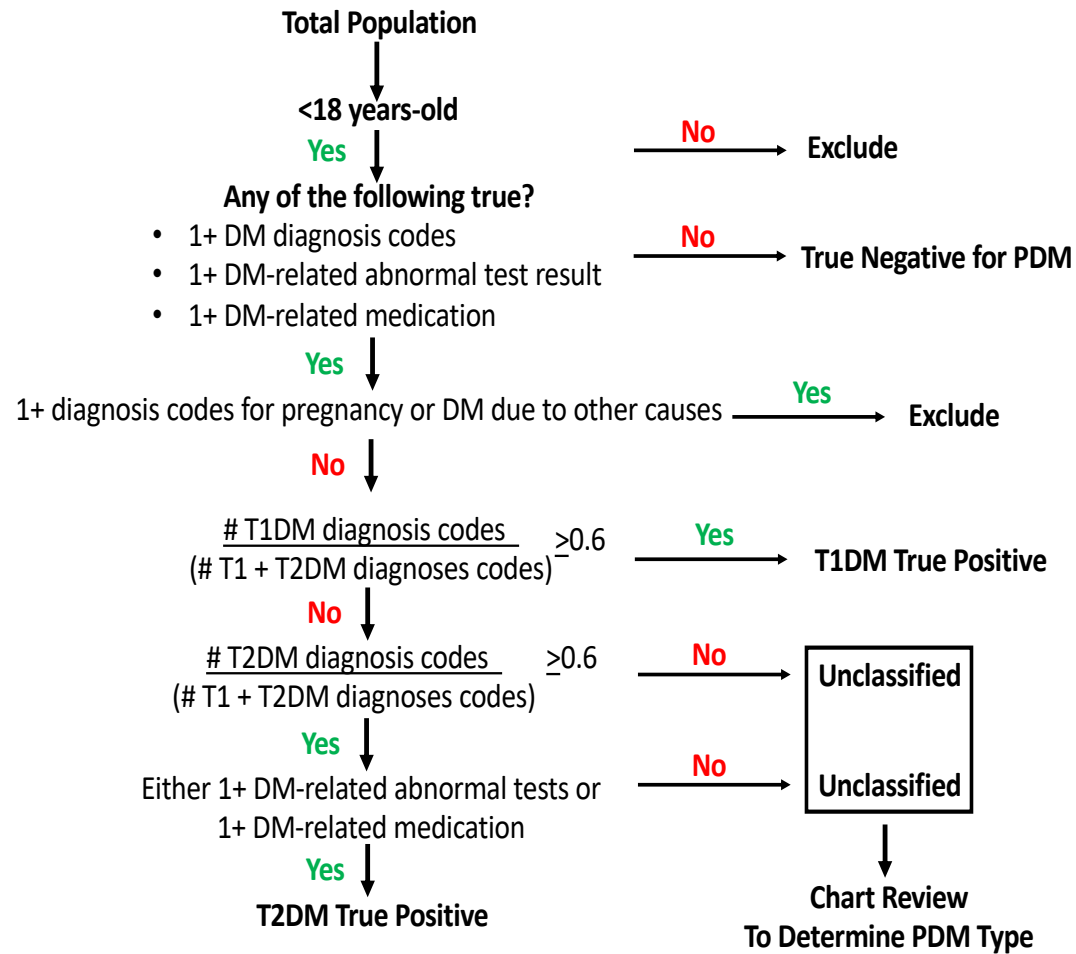 Total Population
<18 years-old
No
Exclude
Yes
Any of the following true?
• 1+ DM diagnosis codes
• 1+ DM-related abnormal test result
• 1+ DM-related medication
No
True Negative for PDM
Yes
1+ diagnosis codes for pregnancy or DM due to other causes
Yes
Exclude
No
# T1DM diagnosis codes
(# T1 + T2DM diagnoses codes)
≥0.6
Yes
T1DM True Positive
No
# T2DM diagnosis codes
(# T1 + T2DM diagnoses codes)
≥0.6
No
Unclassified
Yes
Either 1+ DM-related abnormal tests or
1+ DM-related medication
No
Unclassified
Yes
T2DM True Positive
Chart Review
To Determine PDM Type